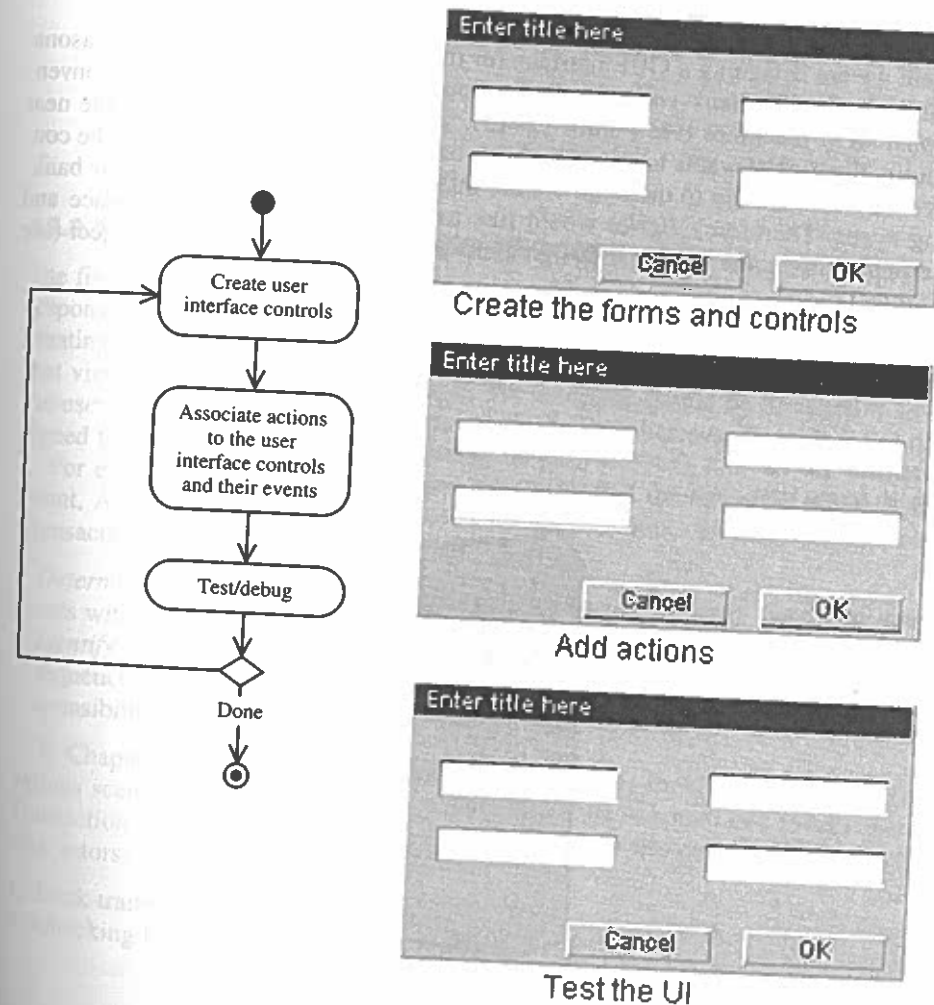 Create user
interface controls
Associate actions
to the user
interface controls
and their events
Test/debug
Done
Enter title here
Cancel
OK
Create the forms and controls
Enter title here
Cancel
OK
Add actions
Enter title here
Cancel
OK
Test the UI